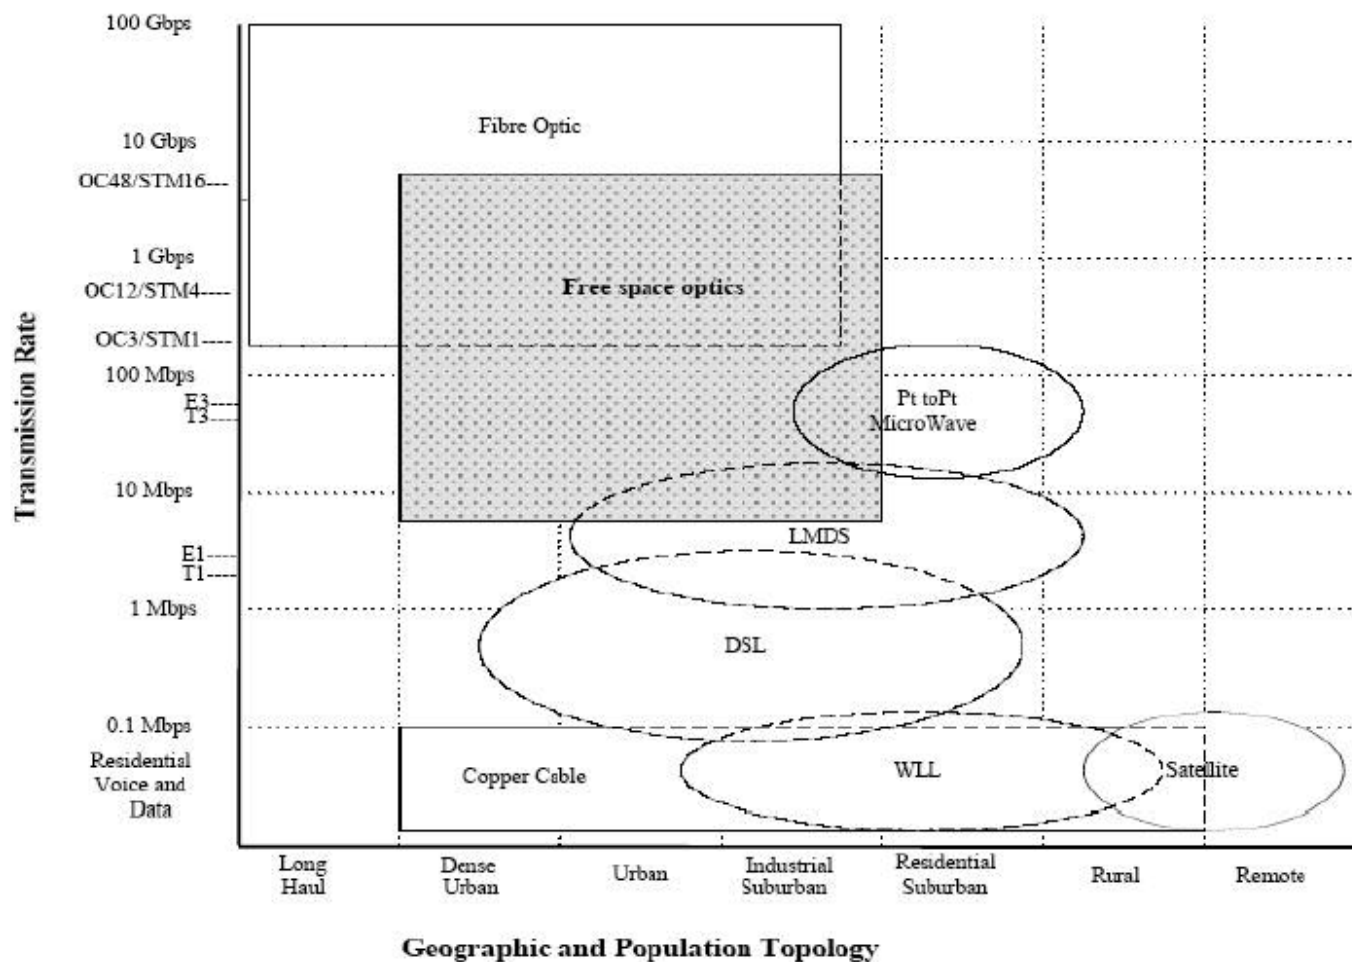 100 Gbps
Fibre Optic
10 Gbps
OC48/STM16
1 Gbps
Free space optics
OC12/STM4
OC3/STM1
100 Mbps
E3
T3
Pt toPt
MicroWave
10 Mbps
LMDS
E1
T1
1 Mbps
DSL
0.1 Mbps
Residential
Voice and
Data
Copper Cable
WLL
Satellite
Transmission Rate
Long
Haul
Dense
Urban
Urban
Industrial
Suburban
Residential
Suburban
Rural
Remote
Geographic and Population Topology